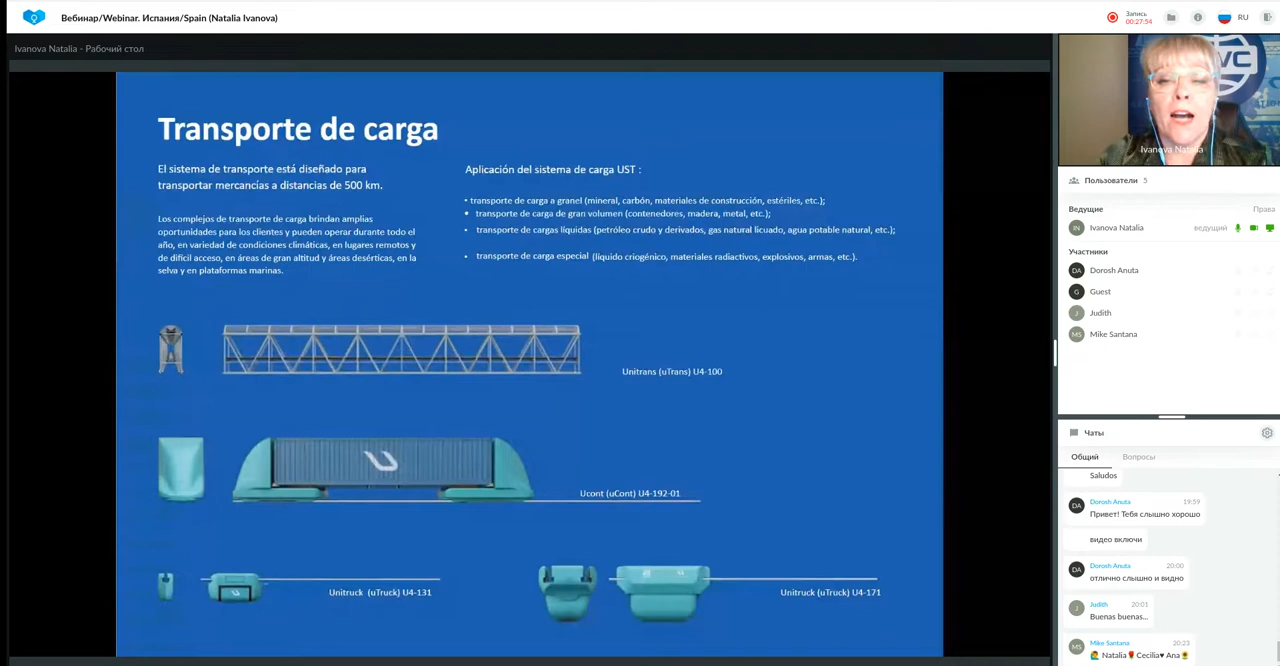 Вебинар/Webinar. Испания/Spain (Natalia Ivanova)
Запись
00:27:54
RU
Ivanova Natalia - Рабочий стол
Transporte de carga
El sistema de transporte está diseñado para
transportar mercancías a distancias de 500 km.
Los complejos de transporte de carga brindan amplias
oportunidades para los clientes y pueden operar durante todo el
año, en variedad de condiciones climáticas, en lugares remotos y
de difícil acceso, en áreas de gran altitud y áreas desérticas, en la
selva y en plataformas marinas.
Aplicación del sistema de carga UST :
• transporte de carga a granel (mineral, carbón, materiales de construcción, estériles, etc.);
• transporte de carga de gran volumen (contenedores, madera, metal, etc.);
• transporte de cargas líquidas (petróleo crudo y derivados, gas natural licuado, agua potable natural, etc.);
• transporte de carga especial (líquido criogénico, materiales radiactivos, explosivos, armas, etc.).
Unitrans (uTrans) U4-100
Ucont (uCont) U4-192-01
Unitruck (uTruck) U4-131
Unitruck (uTruck) U4-171
VC
Ivanova Natalia
Пользователи 5
Ведущие Права
IN Ivanova Natalia ведущий
Участники
DA Dorosh Anuta
G Guest
J Judith
MS Mike Santana
Чаты
Общий Вопросы
Saludos
DA Dorosh Anuta 19:59
Привет! Тебя слышно хорошо
видео включи
DA Dorosh Anuta 20:00
отлично слышно и видно
J Judith 20:01
Buenas buenas...
MS Mike Santana 20:23
🙋 Natalia🌹Cecilia♥ Ana🌻